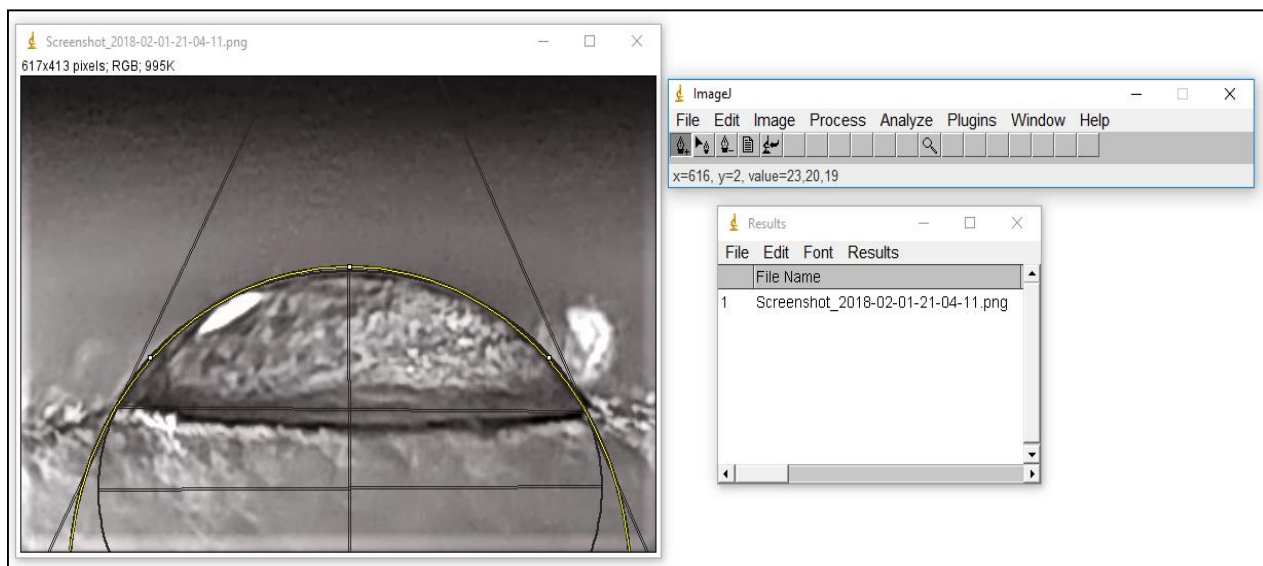 Screenshot_2018-02-01-21-04-11.png
617x413 pixels; RGB; 995K
ImageJ
File Edit Image Process Analyze Plugins Window Help
x=616, y=2, value=23,20,19
Results
File Edit Font Results
File Name
1 Screenshot_2018-02-01-21-04-11.png